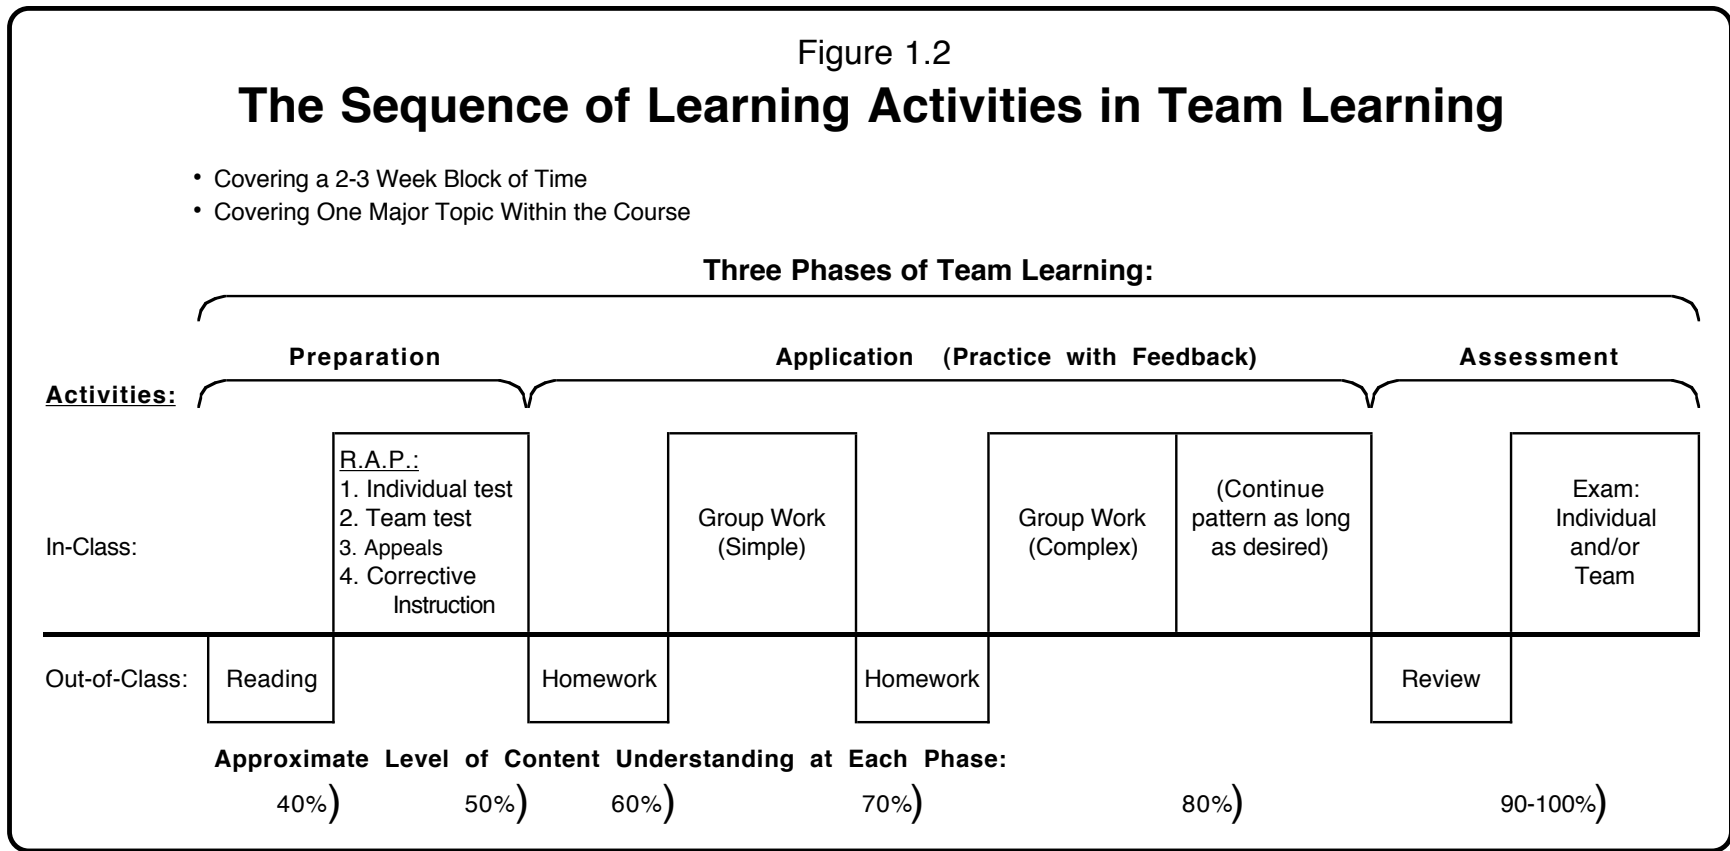 Figure 1.2
The Sequence of Learning Activities in Team Learning
• Covering a 2-3 Week Block of Time
• Covering One Major Topic Within the Course
Three Phases of Team Learning:
Preparation
Application (Practice with Feedback)
Assessment
Activities:
In-Class:
R.A.P.:
1. Individual test
2. Team test
3. Appeals
4. Corrective
Instruction
Group Work
(Simple)
Group Work
(Complex)
(Continue
pattern as long
as desired)
Exam:
Individual
and/or
Team
Out-of-Class:
Reading
Homework
Homework
Review
Approximate Level of Content Understanding at Each Phase:
40%) 50%) 60%) 70%) 80%) 90-100%)